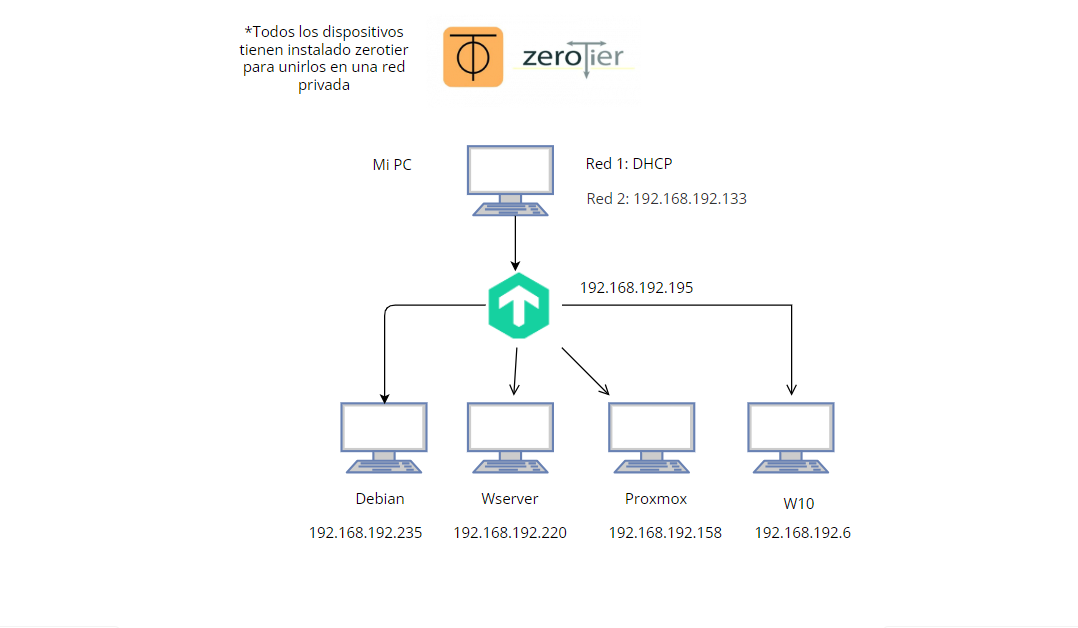 *Todos los dispositivos
tienen instalado zerotier
para unirlos en una red
privada
zeroTier
Mi PC
Red 1: DHCP
Red 2: 192.168.192.133
192.168.192.195
Debian
Wserver
Proxmox
W10
192.168.192.235
192.168.192.220
192.168.192.158
192.168.192.6